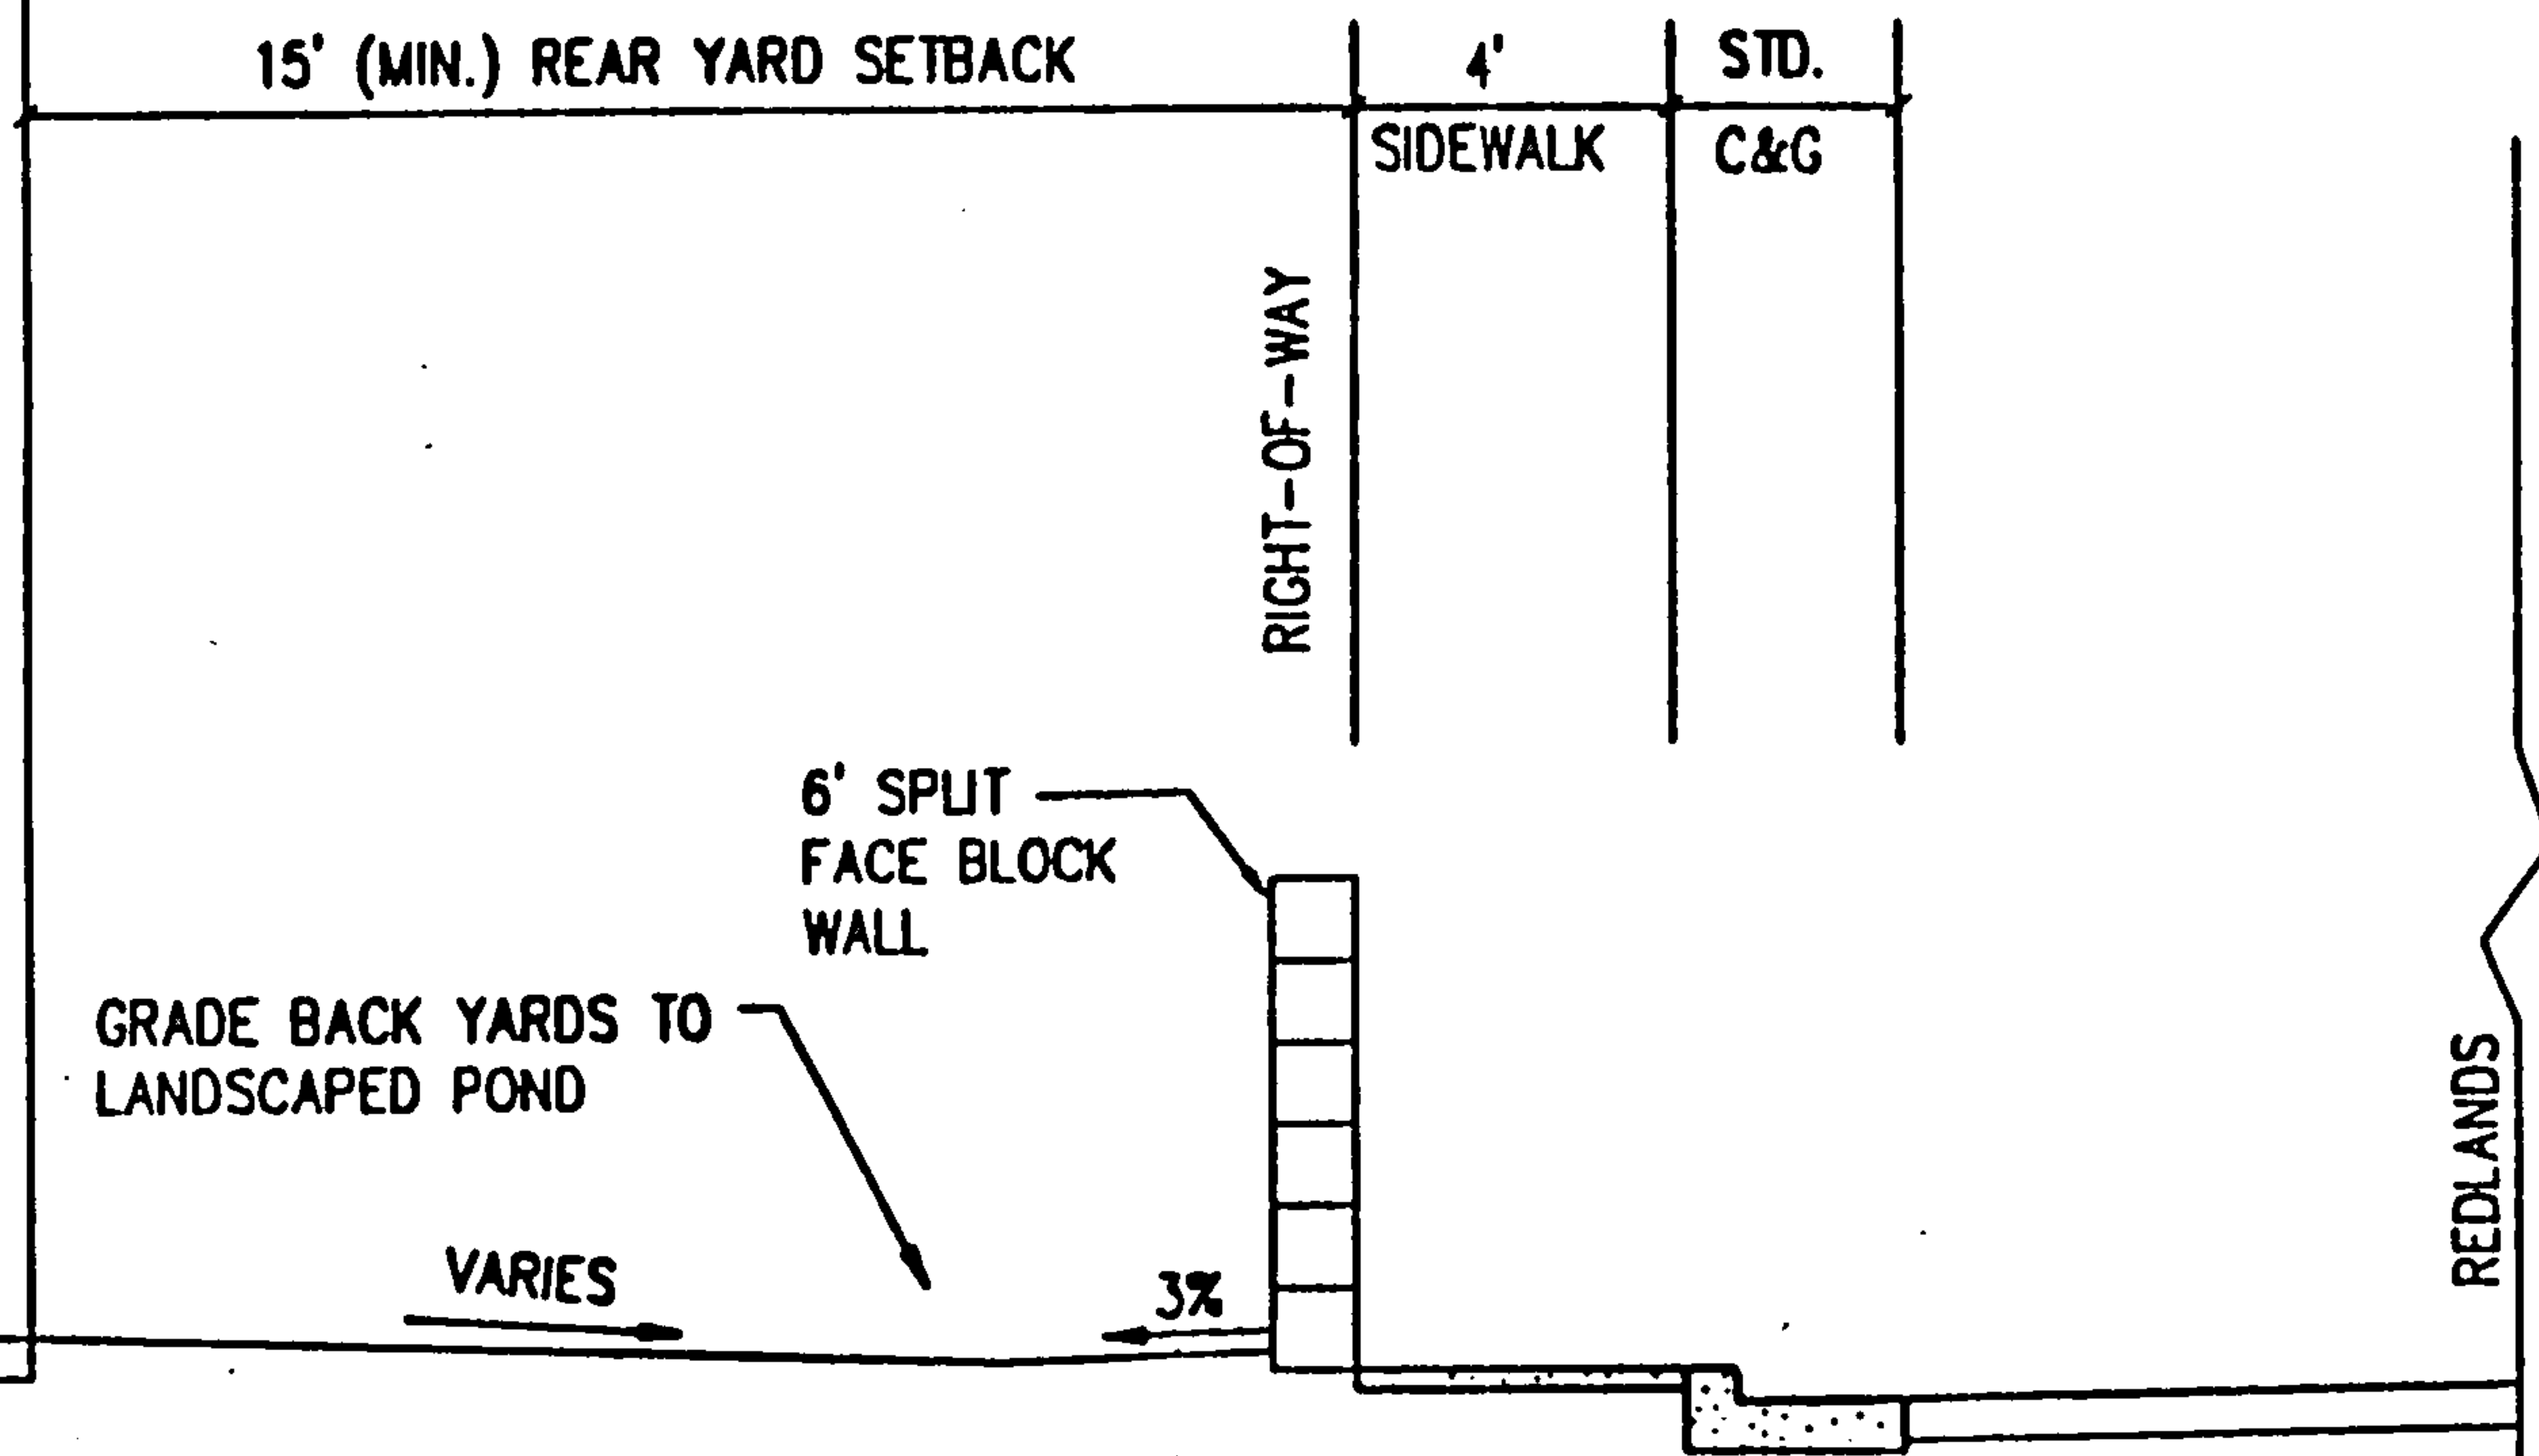 15' (MIN.) REAR YARD SETBACK
4'
SIDEWALK
STD.
C&G
RIGHT-OF-WAY
6' SPLIT
FACE BLOCK
WALL
GRADE BACK YARDS TO
LANDSCAPED POND
VARIES
3%
REDLANDS